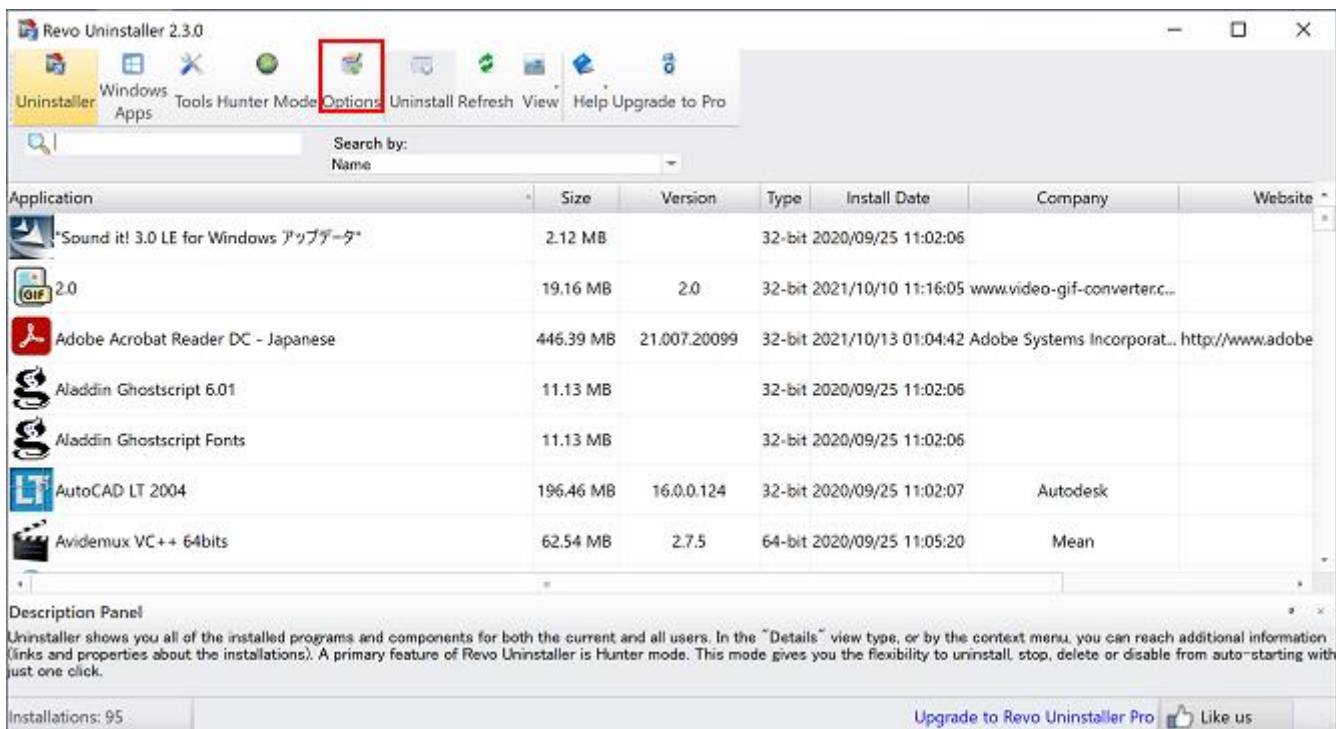 Revo Uninstaller 2.3.0
Uninstaller Windows Apps Tools Hunter Mode Options Uninstall Refresh View Help Upgrade to Pro
Search by:
Name
Application Size Version Type Install Date Company Website
"Sound it! 3.0 LE for Windows アップデータ" 2.12 MB 32-bit 2020/09/25 11:02:06
GIF 2.0 19.16 MB 2.0 32-bit 2021/10/10 11:16:05 www.video-gif-converter.c...
Adobe Acrobat Reader DC - Japanese 446.39 MB 21.007.20099 32-bit 2021/10/13 01:04:42 Adobe Systems Incorporat... http://www.adobe
Aladdin Ghostscript 6.01 11.13 MB 32-bit 2020/09/25 11:02:06
Aladdin Ghostscript Fonts 11.13 MB 32-bit 2020/09/25 11:02:06
LT AutoCAD LT 2004 196.46 MB 16.0.0.124 32-bit 2020/09/25 11:02:07 Autodesk
Avidemux VC++ 64bits 62.54 MB 2.7.5 64-bit 2020/09/25 11:05:20 Mean
Description Panel
Uninstaller shows you all of the installed programs and components for both the current and all users. In the "Details" view type, or by the context menu, you can reach additional information
(links and properties about the installations). A primary feature of Revo Uninstaller is Hunter mode. This mode gives you the flexibility to uninstall, stop, delete or disable from auto-starting with
just one click.
Installations: 95 Upgrade to Revo Uninstaller Pro Like us